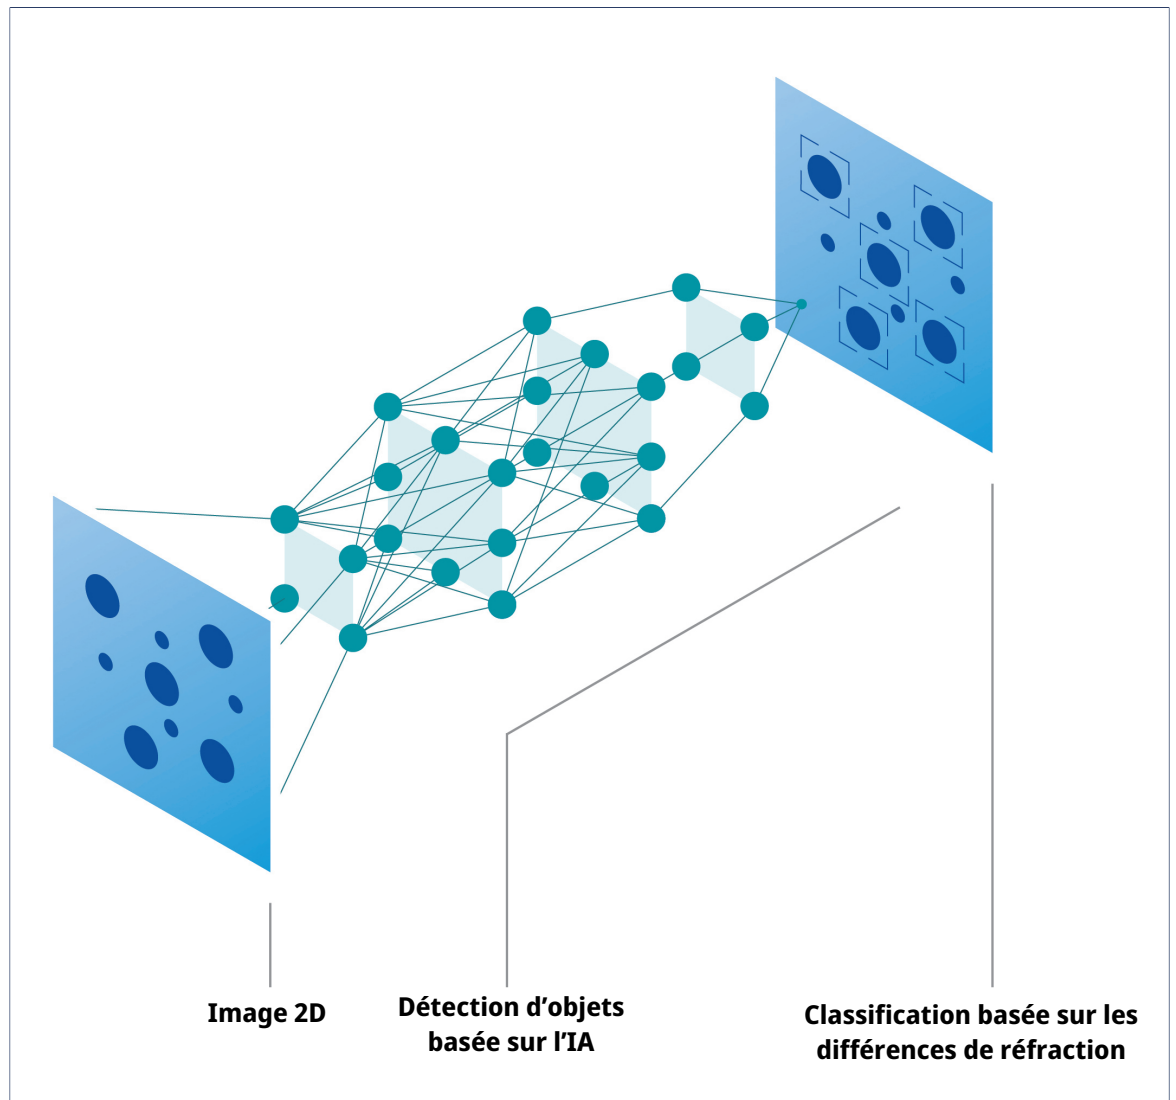 Image 2D
Détection d’objets
basée sur l’IA
Classification basée sur les
différences de réfraction